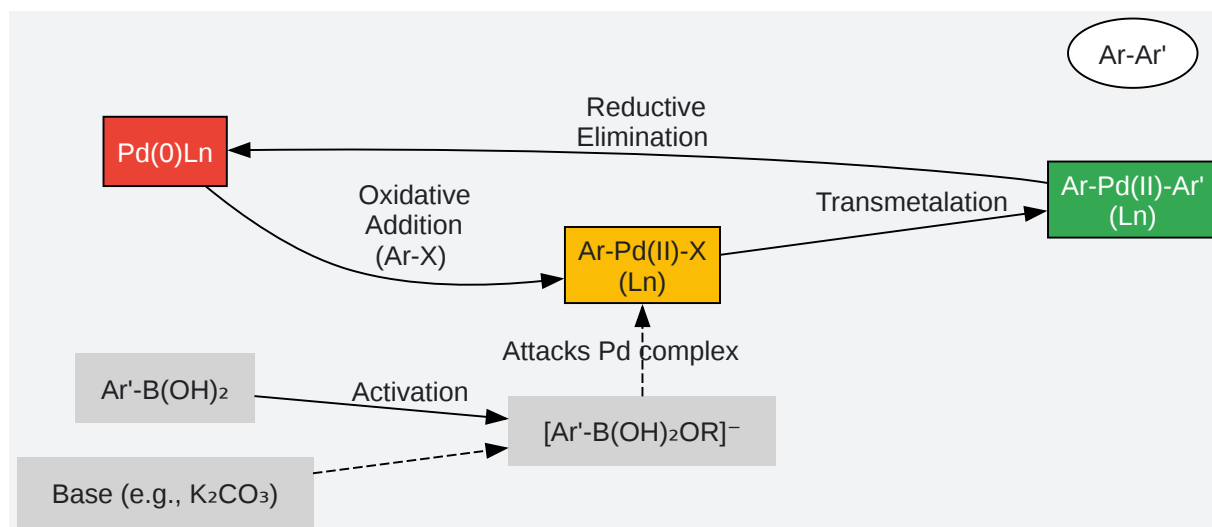 Ar-Ar'
Reductive
Elimination
Pd(0)Ln
Oxidative
Addition
(Ar-X)
Transmetalation
Ar-Pd(II)-Ar'
(Ln)
Ar-Pd(II)-X
(Ln)
Attacks Pd complex
Ar'-B(OH)₂
Activation
[Ar'-B(OH)₂OR]⁻
Base (e.g., K₂CO₃)